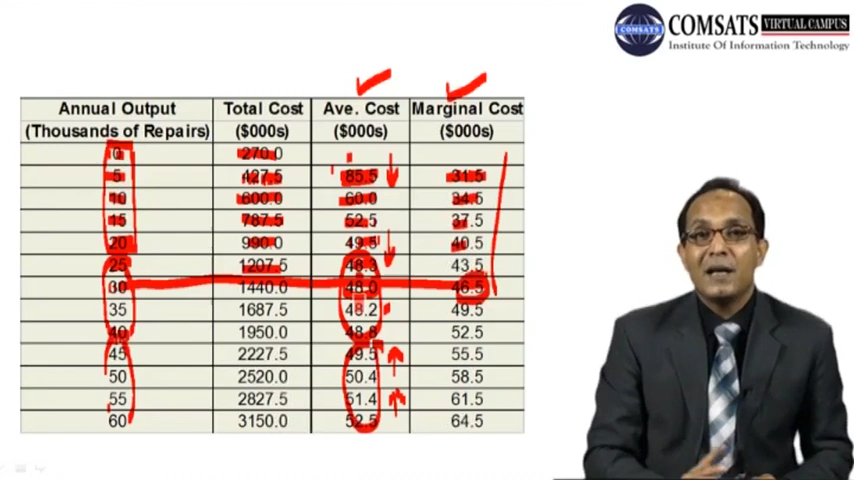 COMSATS VIRTUAL CAMPUS
Institute Of Information Technology
Annual Output Total Cost Ave. Cost Marginal Cost
(Thousands of Repairs) ($000s) ($000s) ($000s)
0 270.0
5 427.5 85.5 31.5
10 600.0 60.0 34.5
15 787.5 52.5 37.5
20 990.0 49.5 40.5
25 1207.5 48.3 43.5
30 1440.0 48.0 46.5
35 1687.5 48.2 49.5
40 1950.0 48.8 52.5
45 2227.5 49.5 55.5
50 2520.0 50.4 58.5
55 2827.5 51.4 61.5
60 3150.0 52.5 64.5